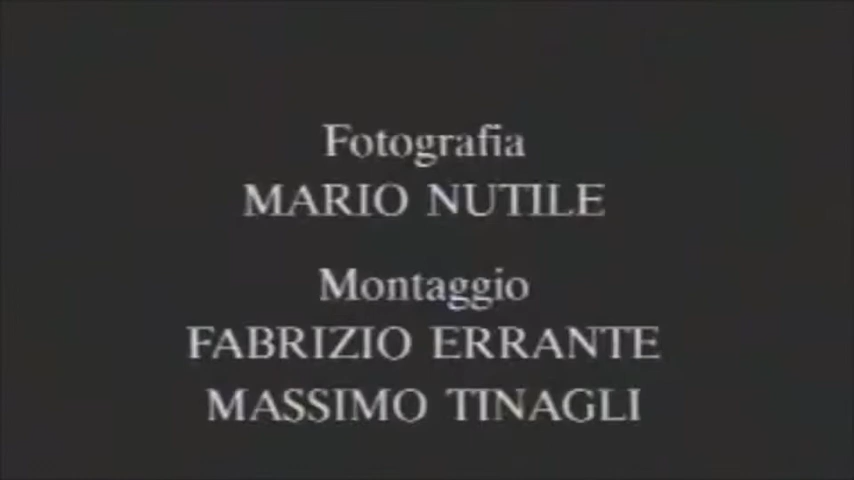 Fotografia
MARIO NUTILE
Montaggio
FABRIZIO ERRANTE
MASSIMO TINAGLI